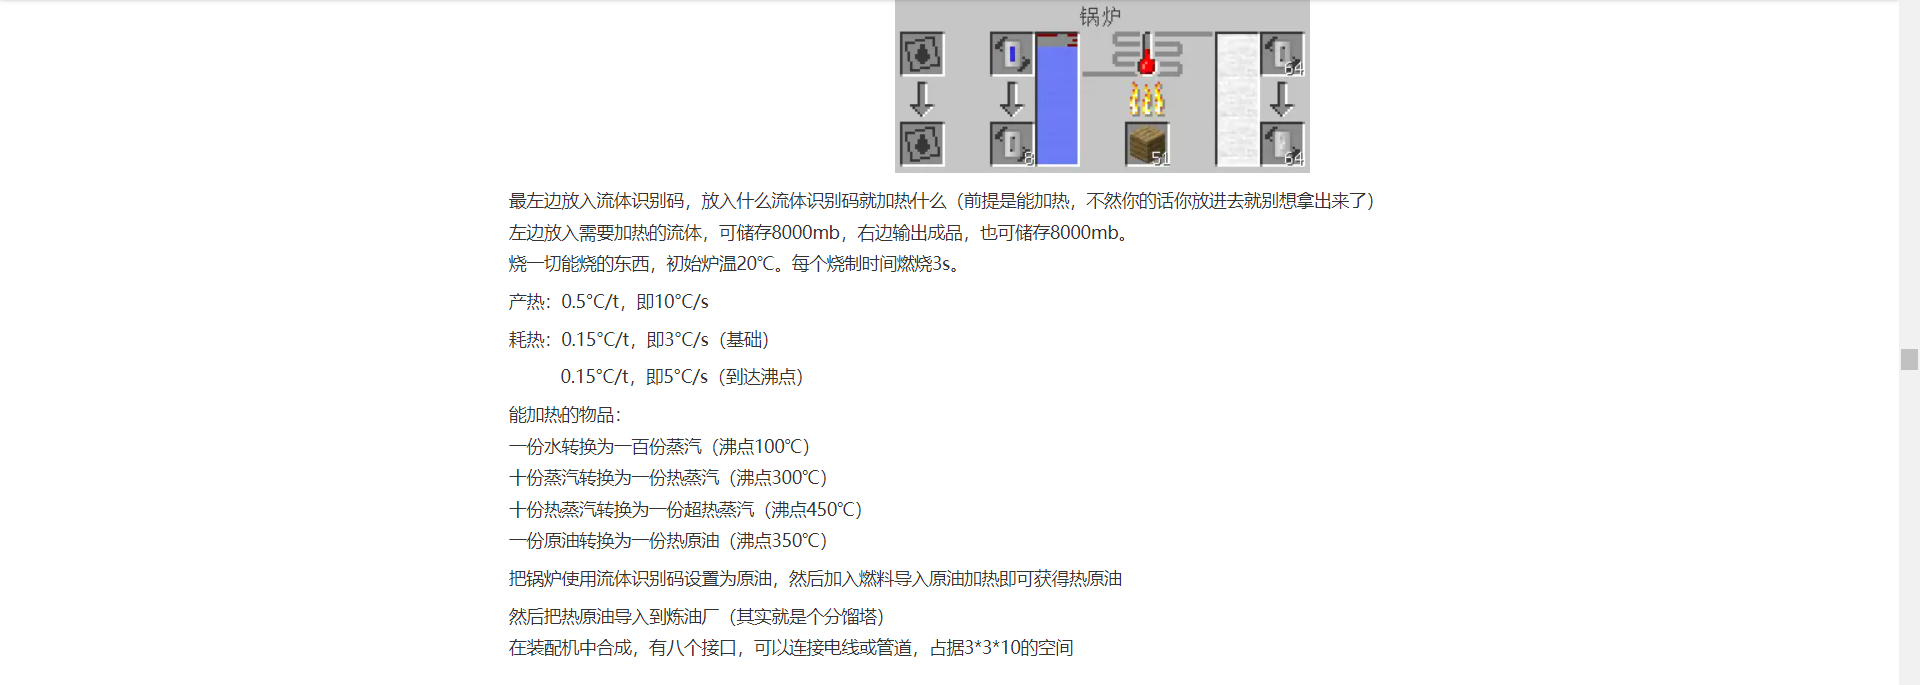 锅炉
64
8
51
64
最左边放入流体识别码，放入什么流体识别码就加热什么（前提是能加热，不然你的话你放进去就别想拿出来了）
左边放入需要加热的流体，可储存8000mb，右边输出成品，也可储存8000mb。
烧一切能烧的东西，初始炉温20℃。每个烧制时间燃烧3s。
产热：0.5°C/t，即10°C/s
耗热：0.15°C/t，即3°C/s（基础）
0.15°C/t，即5°C/s（到达沸点）
能加热的物品：
一份水转换为一百份蒸汽（沸点100℃）
十份蒸汽转换为一份热蒸汽（沸点300℃）
十份热蒸汽转换为一份超热蒸汽（沸点450℃）
一份原油转换为一份热原油（沸点350℃）
把锅炉使用流体识别码设置为原油，然后加入燃料导入原油加热即可获得热原油
然后把热原油导入到炼油厂（其实就是个分馏塔）
在装配机中合成，有八个接口，可以连接电线或管道，占据3*3*10的空间